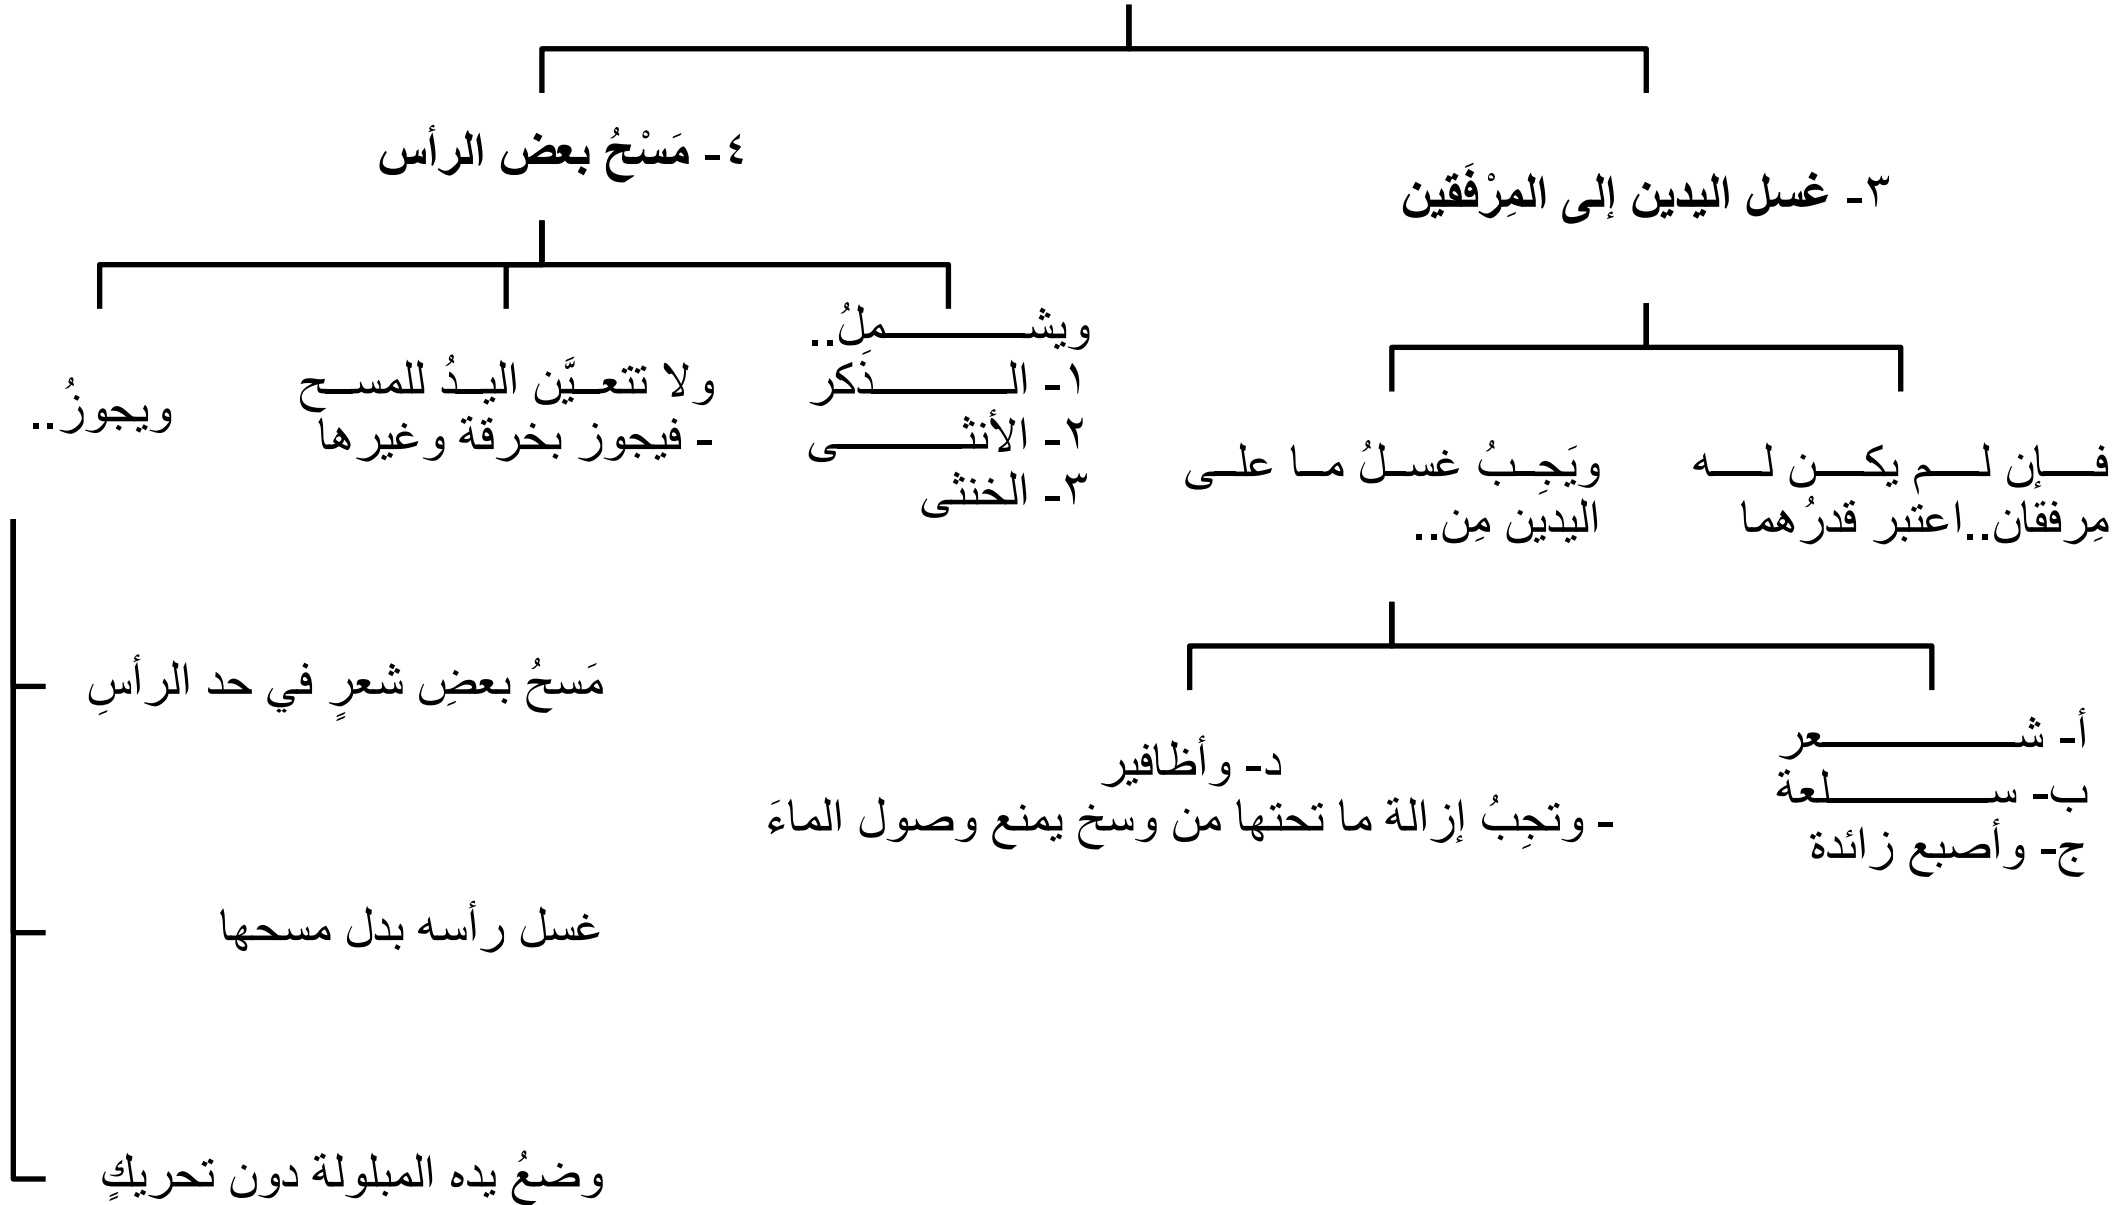 ٣- غسل اليدين إلى المِرْفَقين
فإن لم يكن له
مِرفقان..اعتبر قدرُهما
ويَجِبُ غسلُ ما على
اليدين مِن..
أ- شعر
ب- سلعة
ج- وأصبع زائدة
د- وأظافير
- وتجِبُ إزالة ما تحتها من وسخ يمنع وصول الماءَ
٤- مَسْحُ بعض الرأس
ويشملُ..
١- الذَكر
٢- الأنثى
٣- الخنثى
ولا تتعيَّن اليدُ للمسح
- فيجوز بخرقة وغيرها
ويجوزُ..
مَسحُ بعضِ شعرٍ في حد الرأسِ
غسل رأسه بدل مسحها
وضعُ يده المبلولة دون تحريكٍ